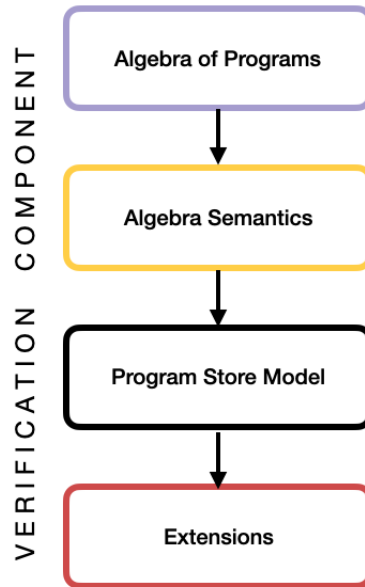 VERIFICATION COMPONENT
Algebra of Programs
Algebra Semantics
Program Store Model
Extensions